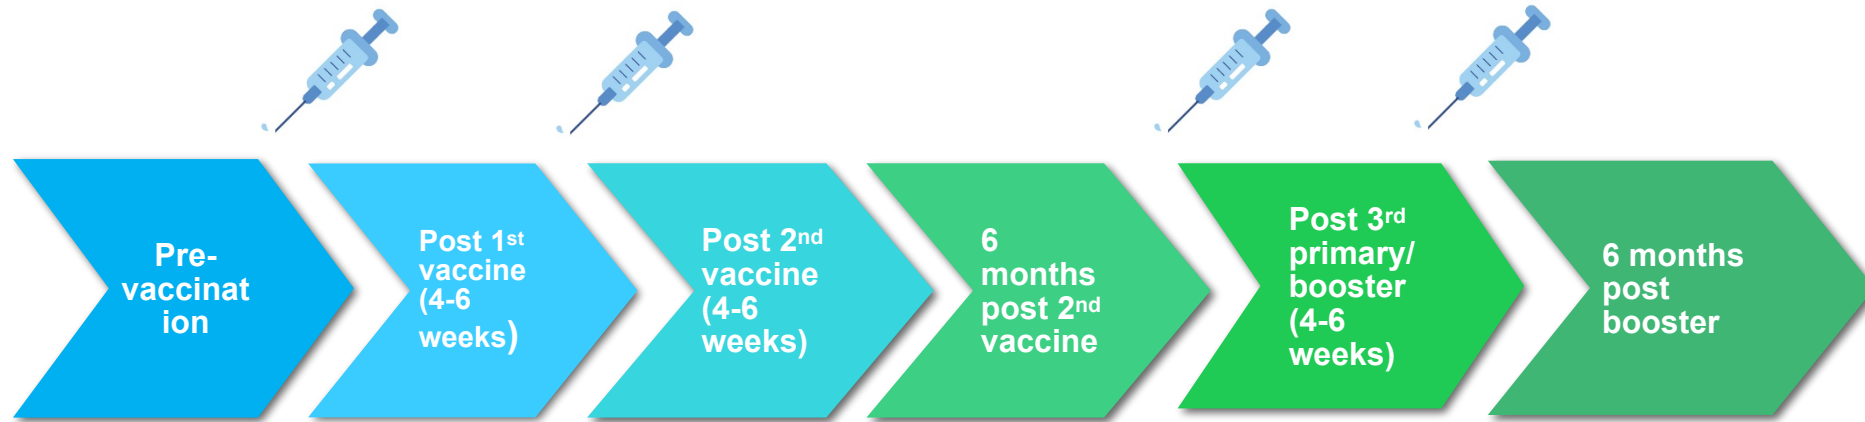 Pre-
vaccinat
ion
Post 1st
vaccine
(4-6
weeks)
Post 2nd
vaccine
(4-6
weeks)
6
months
post 2nd
vaccine
Post 3rd
primary/
booster
(4-6
weeks)
6 months
post
booster